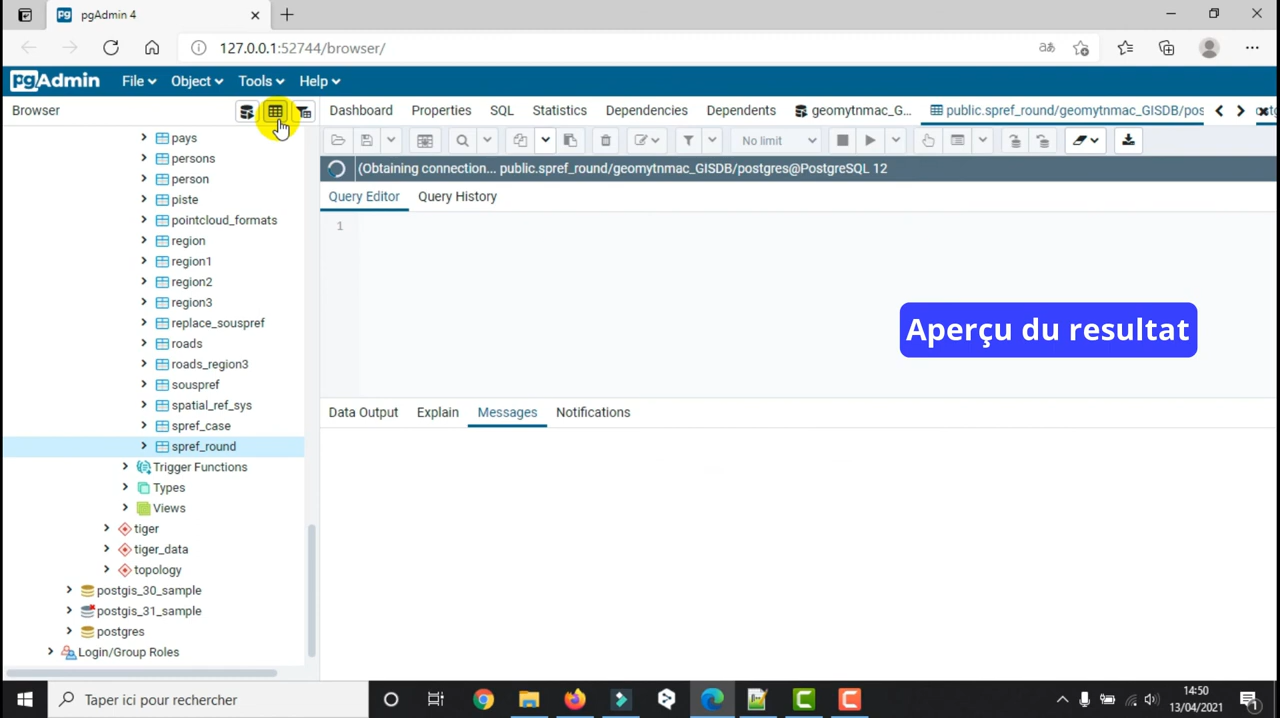 pgAdmin 4
127.0.0.1:52744/browser/
pgAdmin File Object Tools Help
Browser
Dashboard Properties SQL Statistics Dependencies Dependents geomytnmac_G... public.spref_round/geomytnmac_GISDB/pos
No limit
(Obtaining connection... public.spref_round/geomytnmac_GISDB/postgres@PostgreSQL 12
Query Editor Query History
1
pays
persons
person
piste
pointcloud_formats
region
region1
region2
region3
replace_souspref
roads
roads_region3
souspref
spatial_ref_sys
spref_case
spref_round
Trigger Functions
Types
Views
tiger
tiger_data
topology
postgis_30_sample
postgis_31_sample
postgres
Login/Group Roles
Aperçu du resultat
Data Output Explain Messages Notifications
Taper ici pour rechercher
14:50
13/04/2021
1